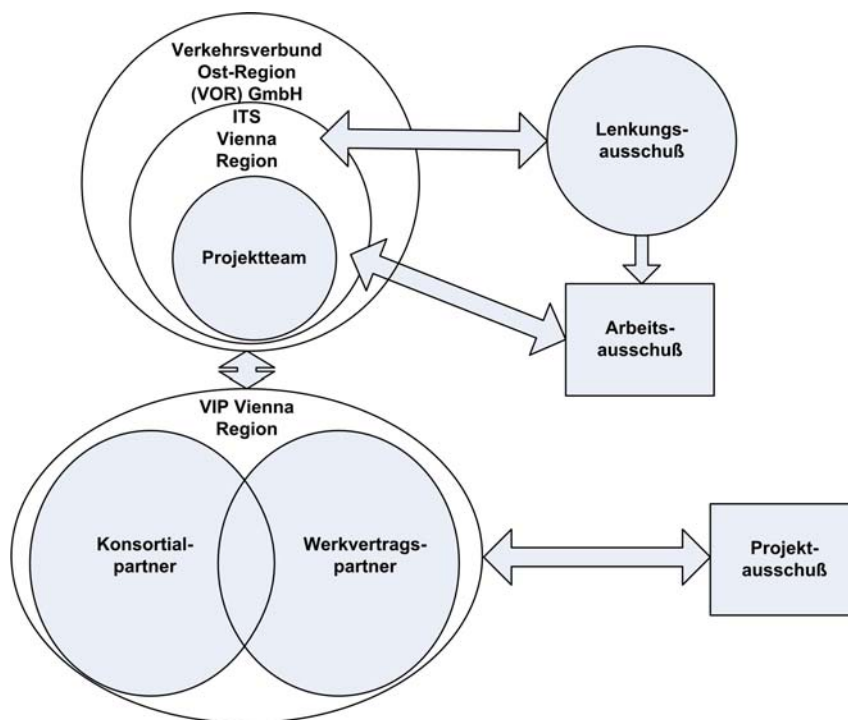 Verkehrsverbund
Ost-Region
(VOR) GmbH
ITS
Vienna
Region
Projektteam
Lenkungs-
ausschuß
Arbeits-
ausschuß
VIP Vienna
Region
Konsortial-
partner
Werkvertrags-
partner
Projekt-
ausschuß